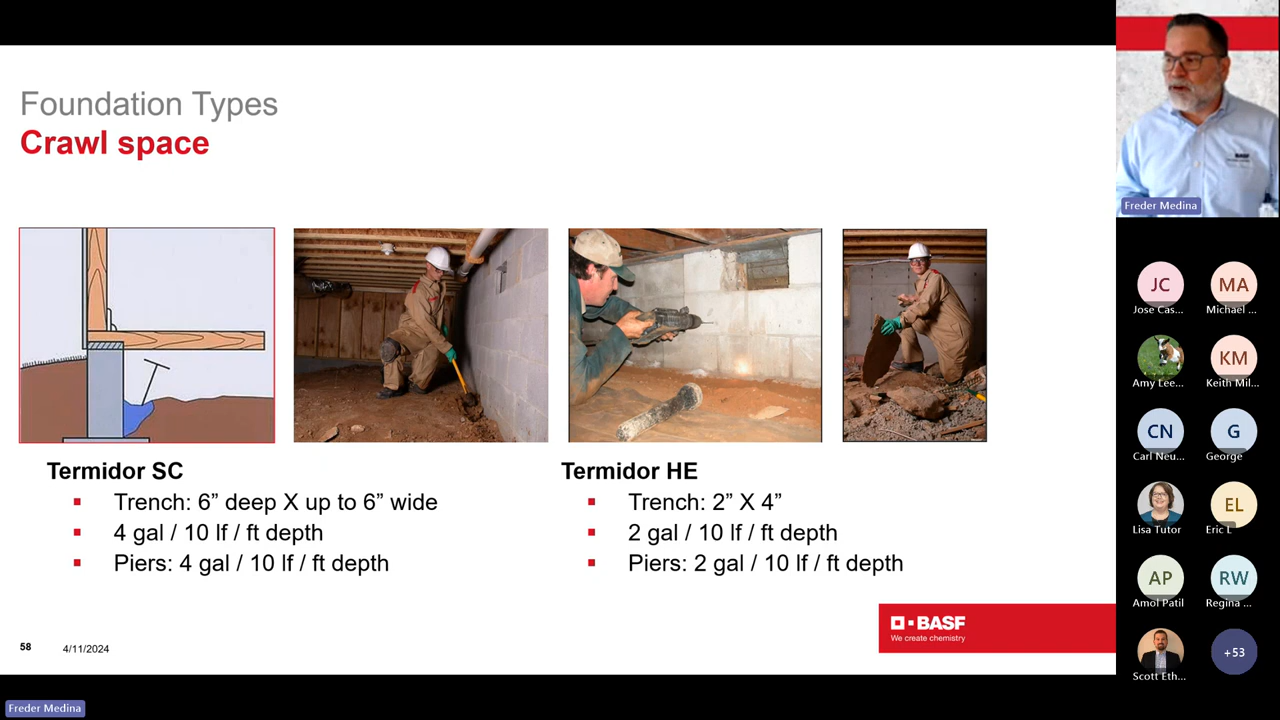 Foundation Types
Crawl space
Termidor SC
▪ Trench: 6” deep X up to 6” wide
▪ 4 gal / 10 lf / ft depth
▪ Piers: 4 gal / 10 lf / ft depth
Termidor HE
▪ Trench: 2” X 4”
▪ 2 gal / 10 lf / ft depth
▪ Piers: 2 gal / 10 lf / ft depth
58
4/11/2024
BASF
We create chemistry
BASF
Freder Medina
JC
Jose Cas...
MA
Michael ...
Amy Lee...
KM
Keith Mil...
CN
Carl Neu...
G
George
Lisa Tutor
EL
Eric L
AP
Amol Patil
RW
Regina ...
Scott Eth...
+53
Freder Medina